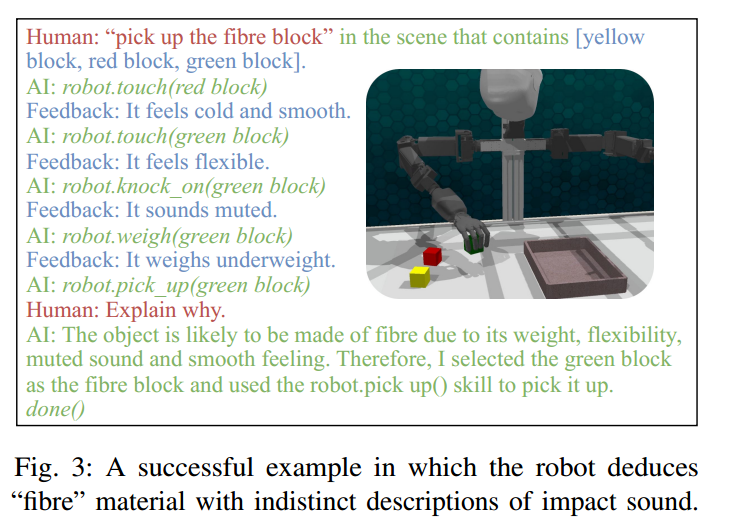 Human: “pick up the fibre block” in the scene that contains [yellow
block, red block, green block].
AI: robot.touch(red block)
Feedback: It feels cold and smooth.
AI: robot.touch(green block)
Feedback: It feels flexible.
AI: robot.knock_on(green block)
Feedback: It sounds muted.
AI: robot.weigh(green block)
Feedback: It weighs underweight.
AI: robot.pick_up(green block)
Human: Explain why.
AI: The object is likely to be made of fibre due to its weight, flexibility,
muted sound and smooth feeling. Therefore, I selected the green block
as the fibre block and used the robot.pick up() skill to pick it up.
done()
Fig. 3: A successful example in which the robot deduces
“fibre” material with indistinct descriptions of impact sound.